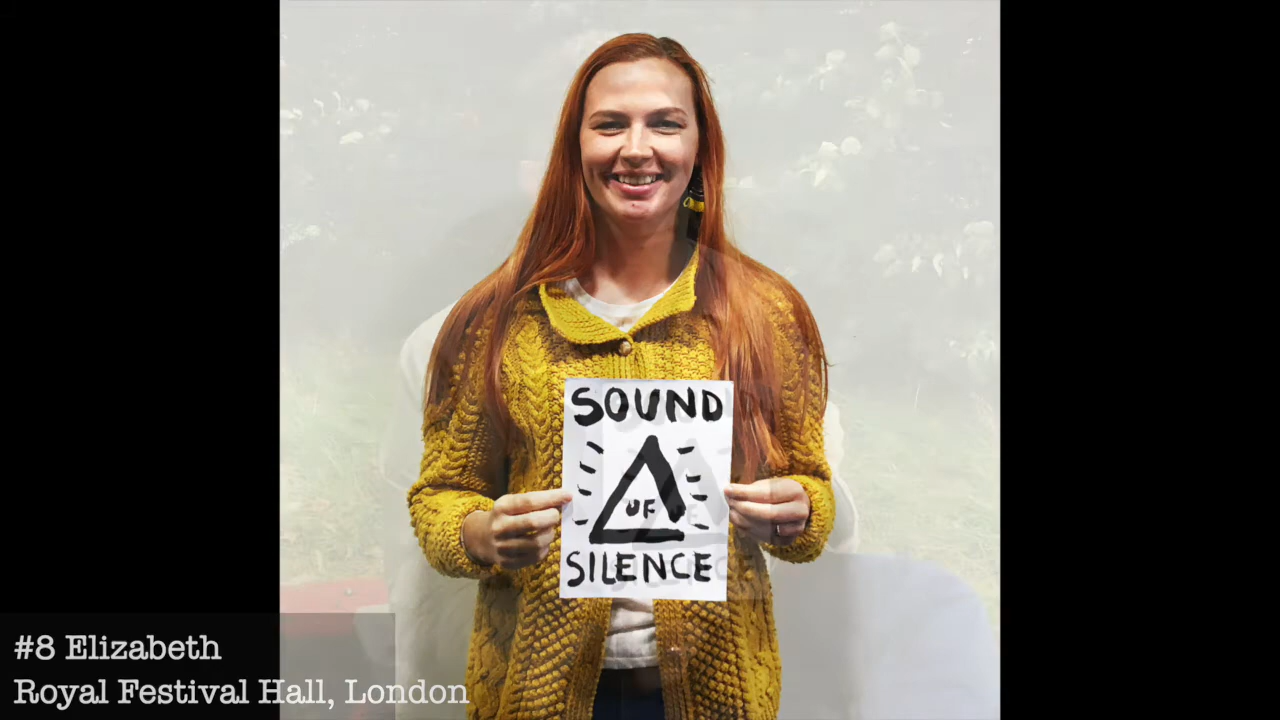 SOUND
OF
SILENCE
#8 Elizabeth
Royal Festival Hall, London